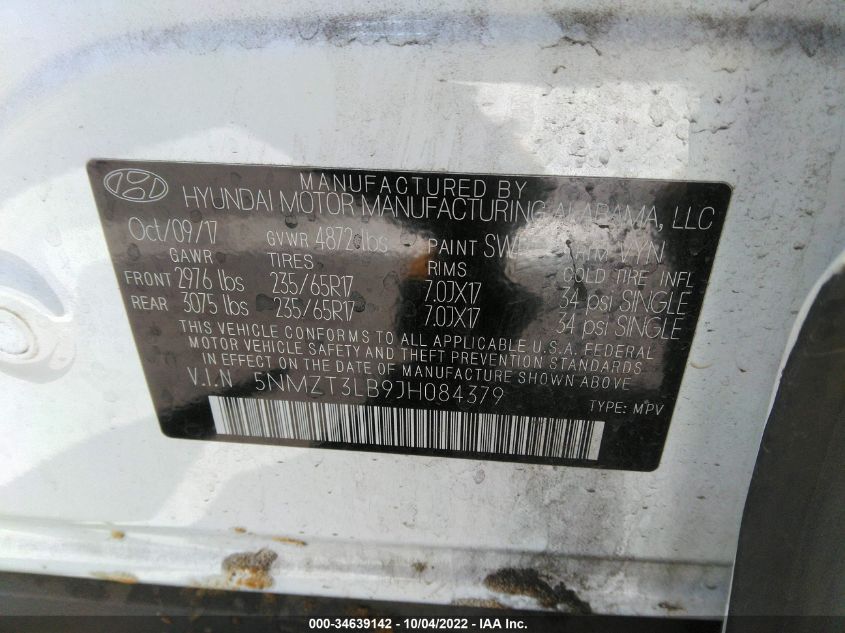 MANUFACTURED BY
HYUNDAI MOTOR MANUFACTURING ALABAMA, LLC
Oct/09/17 GVWR 4872 lbs PAINT VYN
GAWR TIRES RIMS COLD TIRE INFL
FRONT 2976 lbs 235/65R17 7.0JX17 34 psi SINGLE
REAR 3075 lbs 235/65R17 7.0JX17 34 psi SINGLE
THIS VEHICLE CONFORMS TO ALL APPLICABLE U.S.A. FEDERAL
MOTOR VEHICLE SAFETY AND THEFT PREVENTION STANDARDS
IN EFFECT ON THE DATE OF MANUFACTURE SHOWN ABOVE.
V.I.N. 5NMZT3LB9JH084379
TYPE: MPV
000-34639142 - 10/04/2022 - IAA Inc.